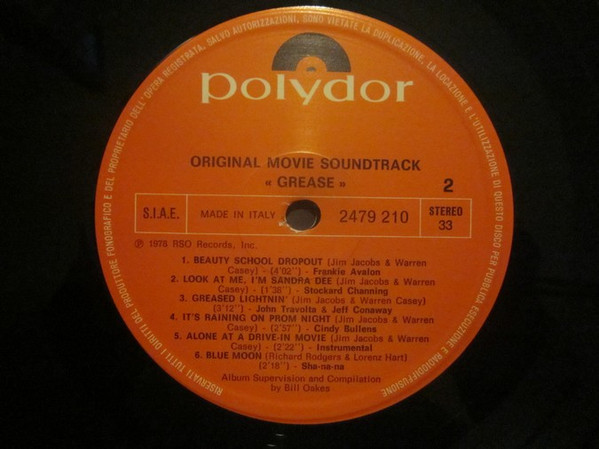 RISERVATI TUTTI I DIRITTI DEL PRODUTTORE FONOGRAFICO E DEL PROPRIETARIO DELL'OPERA REGISTRATA. SALVO AUTORIZZAZIONI, SONO VIETATE LA DUPLICAZIONE, LA LOCAZIONE E L'UTILIZZAZIONE DI QUESTO DISCO PER PUBBLICA ESECUZIONE E RADIODIFFUSIONE
polydor
ORIGINAL MOVIE SOUNDTRACK
« GREASE »
2
S.I.A.E.
MADE IN ITALY
2479 210
STEREO
33
℗ 1978 RSO Records, Inc.
1. BEAUTY SCHOOL DROPOUT (Jim Jacobs & Warren
Casey) - (4'02'') - Frankie Avalon
2. LOOK AT ME, I'M SANDRA DEE (Jim Jacobs & Warren
Casey) - (1'38'') - Stockard Channing
3. GREASED LIGHTNIN' (Jim Jacobs & Warren Casey)
(3'12'') - John Travolta & Jeff Conaway
4. IT'S RAINING ON PROM NIGHT (Jim Jacobs & Warren
Casey) - (2'57'') - Cindy Bullens
5. ALONE AT A DRIVE-IN MOVIE (Jim Jacobs & Warren
Casey) - (2'22'') - Instrumental
6. BLUE MOON (Richard Rodgers & Lorenz Hart)
(2'18'') - Sha-na-na
Album Supervision and Compilation
by Bill Oakes